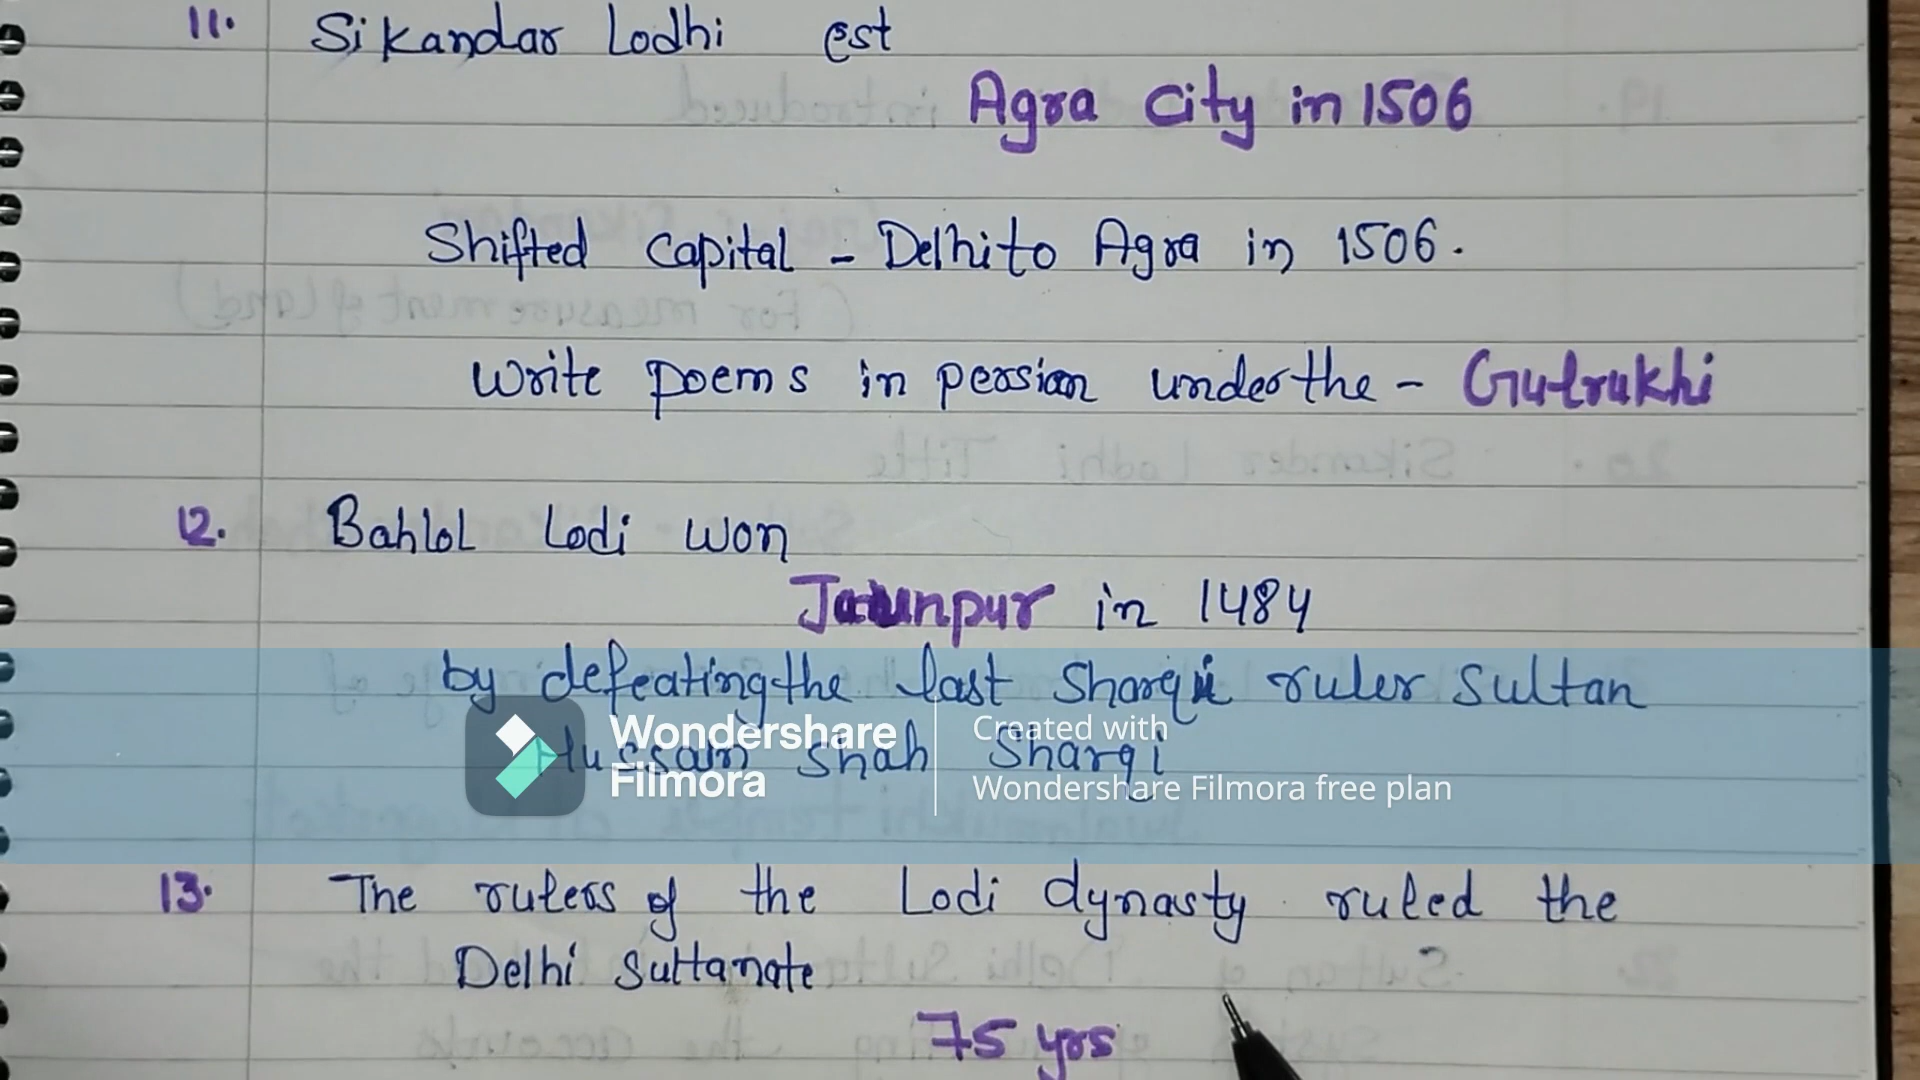 11. Sikandar Lodhi est
Agra City in 1506
Shifted Capital - Delhi to Agra in 1506.
Write poems in persian under the - Gulrukhi
12. Bahlol Lodi won
Jaunpur in 1484
by defeating the last Sharqi ruler Sultan
Hussain Shah Sharqi
Wondershare
Filmora
Created with
Wondershare Filmora free plan
13. The rulers of the Lodi dynasty ruled the
Delhi Sultanate
75 yrs